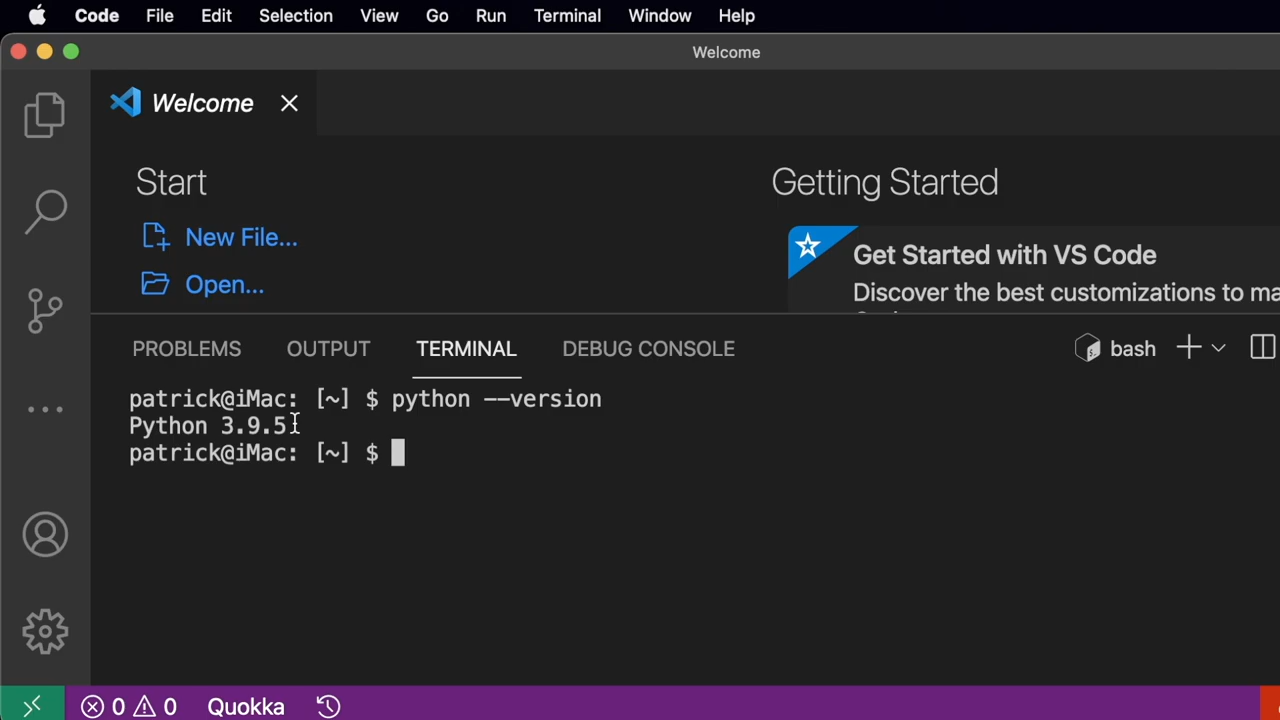 Code File Edit Selection View Go Run Terminal Window Help
Welcome
Welcome
Start
Getting Started
New File...
Get Started with VS Code
Open...
Discover the best customizations to ma
PROBLEMS OUTPUT TERMINAL DEBUG CONSOLE
bash
patrick@iMac: [~] $ python --version
Python 3.9.5
patrick@iMac: [~] $
0 0 Quokka